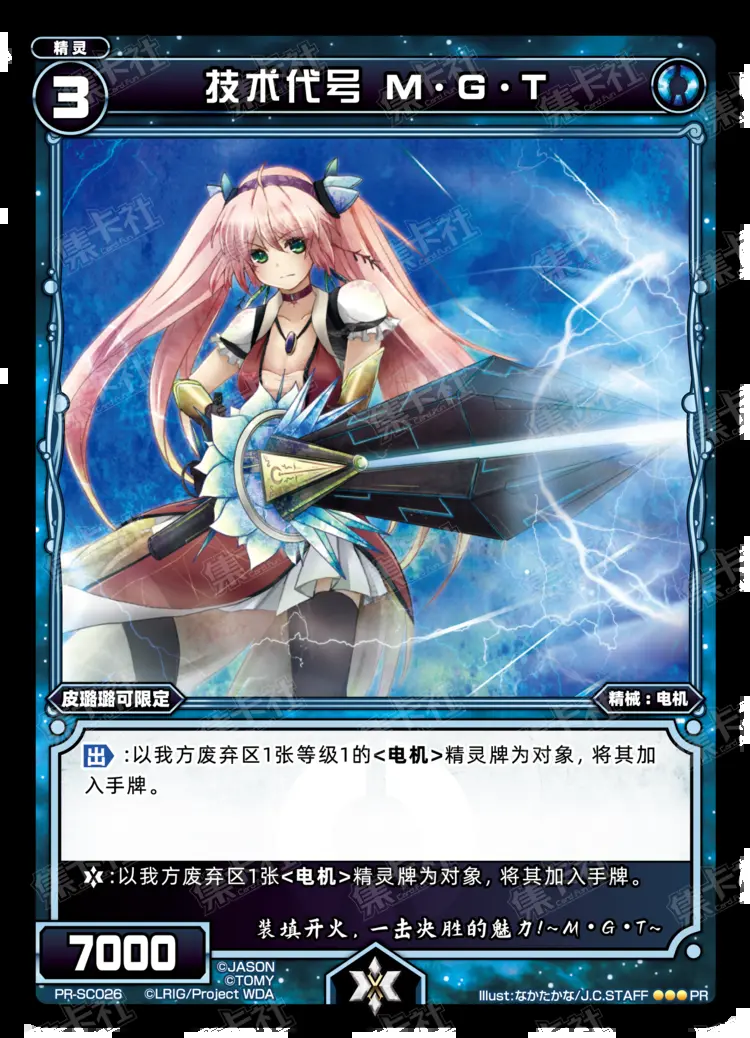 精灵
3
技术代号 M·G·T
皮璐璐可限定
精械：电机
出:以我方废弃区1张等级1的<电机>精灵牌为对象，将其加
入手牌。
:以我方废弃区1张<电机>精灵牌为对象，将其加入手牌。
装填开火，一击决胜的魅力!~M·G·T~
7000
©JASON
©TOMY
PR-SC026 ©LRIG/Project WDA
Illust:なかたかな/J.C.STAFF PR
集卡社